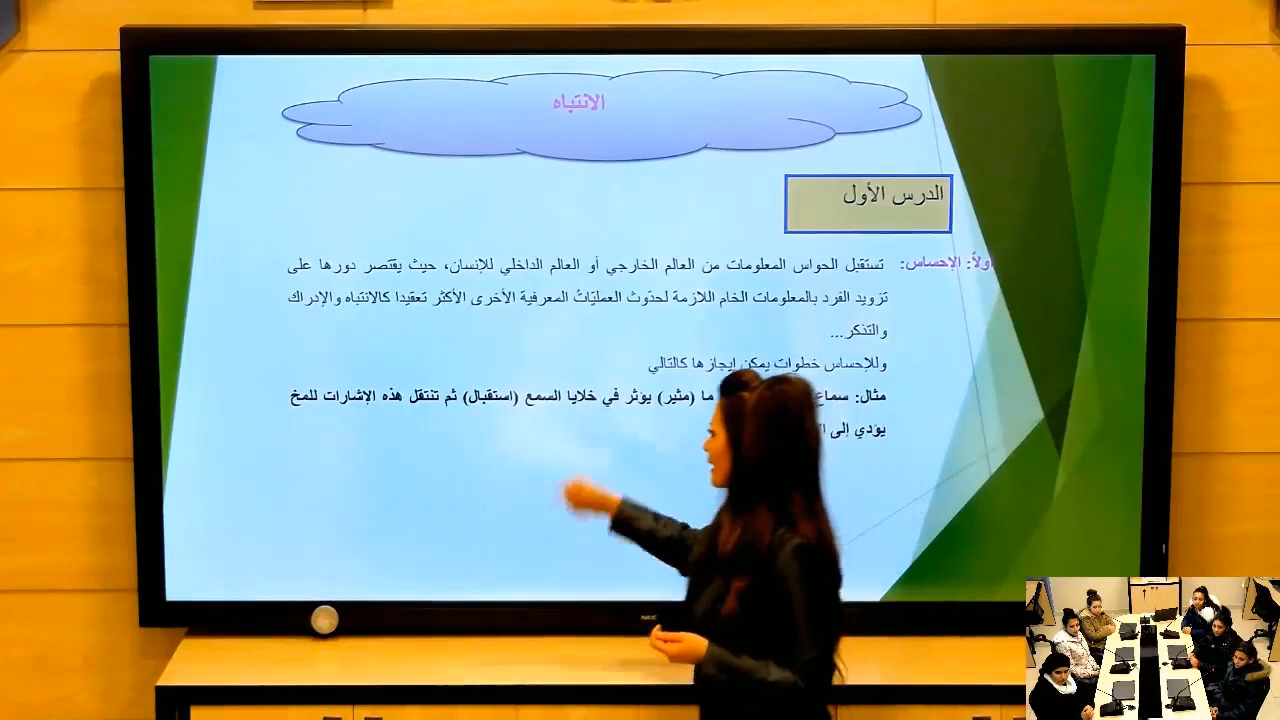 الانتباه
الدرس الأول
أولاً: الإحساس: تستقبل الحواس المعلومات من العالم الخارجي أو العالم الداخلي للإنسان، حيث يقتصر دورها على
تزويد الفرد بالمعلومات الخام اللازمة لحدوث العمليّاتُ المعرفية الأخرى الأكثر تعقيدا كالانتباه والإدراك
والتذكر...
وللإحساس خطوات يمكن إيجازها كالتالي
مثال: سماع ما (مثير) يؤثر في خلايا السمع (استقبال) ثم تنتقل هذه الإشارات للمخ
يؤدي إلى
NEC